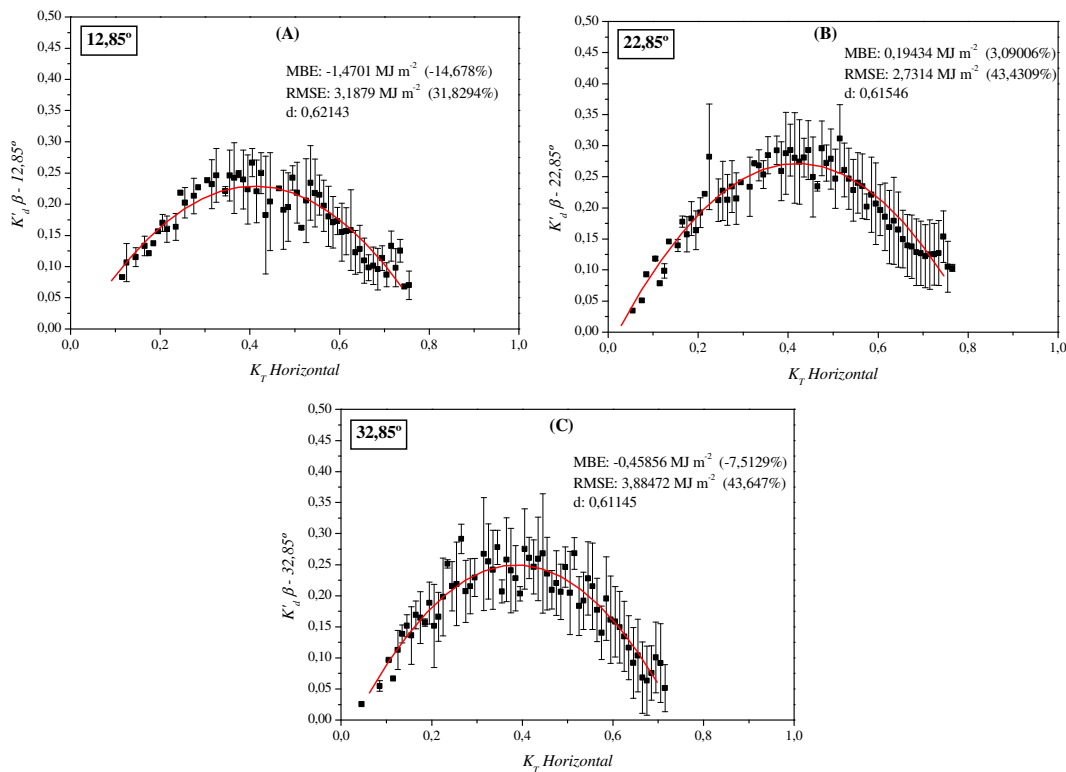 12,85º
(A)
MBE: -1,4701 MJ m-2 (-14,678%)
RMSE: 3,1879 MJ m-2 (31,8294%)
d: 0,62143
0,50
0,45
0,40
0,35
0,30
0,25
0,20
0,15
0,10
0,05
0,00
K'd β - 12,85º
0,0 0,2 0,4 0,6 0,8 1,0
KT Horizontal
22,85º
(B)
MBE: 0,19434 MJ m-2 (3,09006%)
RMSE: 2,7314 MJ m-2 (43,4309%)
d: 0,61546
0,50
0,45
0,40
0,35
0,30
0,25
0,20
0,15
0,10
0,05
0,00
K'd β - 22,85º
0,0 0,2 0,4 0,6 0,8 1,0
KT Horizontal
32,85º
(C)
MBE: -0,45856 MJ m-2 (-7,5129%)
RMSE: 3,88472 MJ m-2 (43,647%)
d: 0,61145
0,50
0,45
0,40
0,35
0,30
0,25
0,20
0,15
0,10
0,05
0,00
K'd β - 32,85º
0,0 0,2 0,4 0,6 0,8 1,0
KT Horizontal